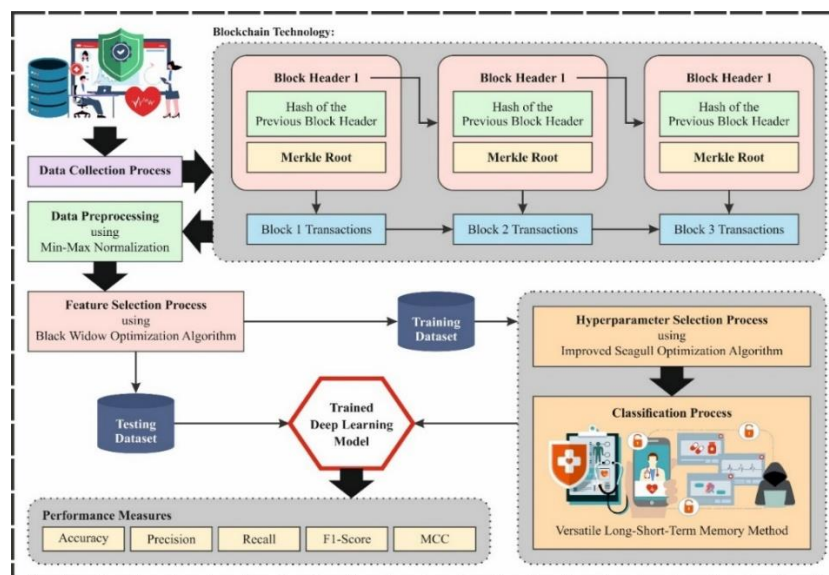 Blockchain Technology:
Block Header 1
Hash of the
Previous Block Header
Merkle Root
Block Header 1
Hash of the
Previous Block Header
Merkle Root
Block Header 1
Hash of the
Previous Block Header
Merkle Root
Block 1 Transactions
Block 2 Transactions
Block 3 Transactions
Data Collection Process
Data Preprocessing
using
Min-Max Normalization
Feature Selection Process
using
Black Widow Optimization Algorithm
Training
Dataset
Testing
Dataset
Hyperparameter Selection Process
using
Improved Seagull Optimization Algorithm
Classification Process
Versatile Long-Short-Term Memory Method
Trained
Deep Learning
Model
Performance Measures
Accuracy
Precision
Recall
F1-Score
MCC